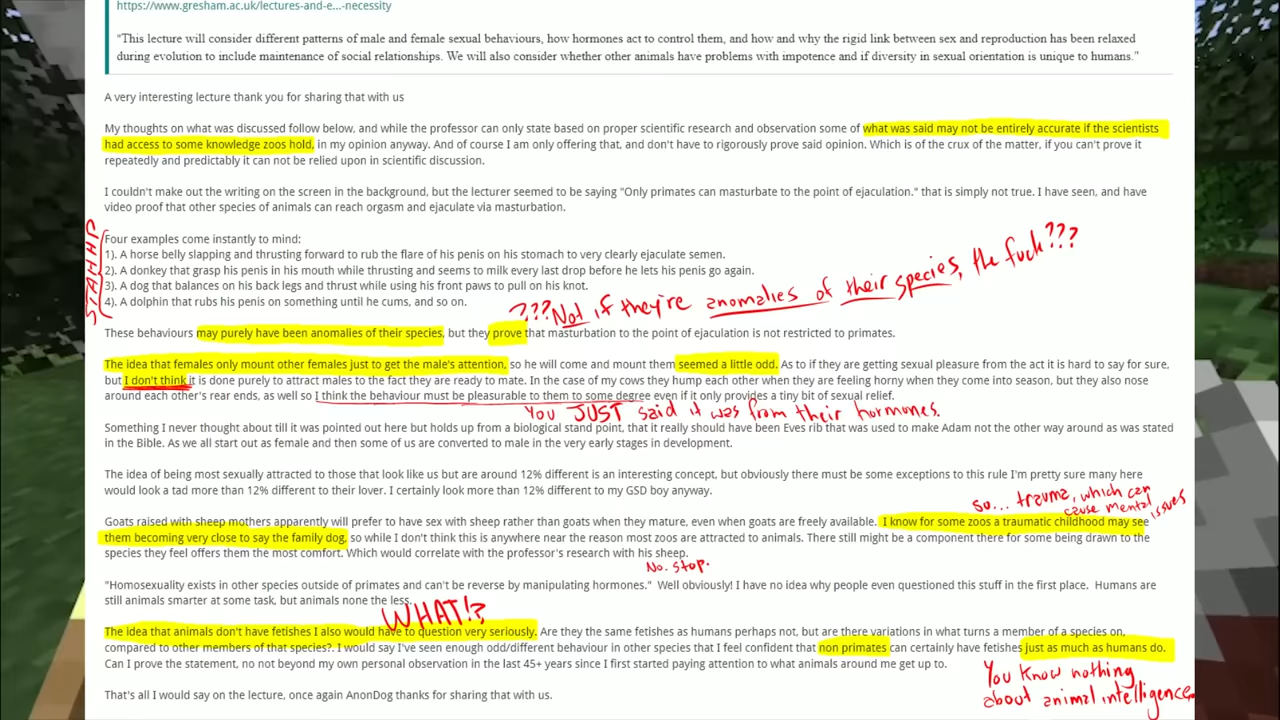 https://www.gresham.ac.uk/lectures-and-e...-necessity
"This lecture will consider different patterns of male and female sexual behaviours, how hormones act to control them, and how and why the rigid link between sex and reproduction has been relaxed
during evolution to include maintenance of social relationships. We will also consider whether other animals have problems with impotence and if diversity in sexual orientation is unique to humans."
A very interesting lecture thank you for sharing that with us
My thoughts on what was discussed follow below, and while the professor can only state based on proper scientific research and observation some of what was said may not be entirely accurate if the scientists
had access to some knowledge zoos hold, in my opinion anyway. And of course I am only offering that, and don't have to rigorously prove said opinion. Which is of the crux of the matter, if you can't prove it
repeatedly and predictably it can not be relied upon in scientific discussion.
I couldn't make out the writing on the screen in the background, but the lecturer seemed to be saying "Only primates can masturbate to the point of ejaculation." that is simply not true. I have seen, and have
video proof that other species of animals can reach orgasm and ejaculate via masturbation.
STAHHP
Four examples come instantly to mind:
1). A horse belly slapping and thrusting forward to rub the flare of his penis on his stomach to very clearly ejaculate semen.
2). A donkey that grasp his penis in his mouth while thrusting and seems to milk every last drop before he lets his penis go again.
3). A dog that balances on his back legs and thrust while using his front paws to pull on his knot.
4). A dolphin that rubs his penis on something until he cums, and so on.
???Not if they're anomalies of their species, the fuck???
These behaviours may purely have been anomalies of their species, but they prove that masturbation to the point of ejaculation is not restricted to primates.
The idea that females only mount other females just to get the male's attention, so he will come and mount them seemed a little odd. As to if they are getting sexual pleasure from the act it is hard to say for sure,
but I don't think it is done purely to attract males to the fact they are ready to mate. In the case of my cows they hump each other when they are feeling horny when they come into season, but they also nose
around each other's rear ends, as well so I think the behaviour must be pleasurable to them to some degree even if it only provides a tiny bit of sexual relief.
You JUST said it was from their hormones.
Something I never thought about till it was pointed out here but holds up from a biological stand point, that it really should have been Eves rib that was used to make Adam not the other way around as was stated
in the Bible. As we all start out as female and then some of us are converted to male in the very early stages in development.
The idea of being most sexually attracted to those that look like us but are around 12% different is an interesting concept, but obviously there must be some exceptions to this rule I'm pretty sure many here
would look a tad more than 12% different to their lover. I certainly look more than 12% different to my GSD boy anyway.
so... trauma, which can
cause mental issues
Goats raised with sheep mothers apparently will prefer to have sex with sheep rather than goats when they mature, even when goats are freely available. I know for some zoos a traumatic childhood may see
them becoming very close to say the family dog, so while I don't think this is anywhere near the reason most zoos are attracted to animals. There still might be a component there for some being drawn to the
species they feel offers them the most comfort. Which would correlate with the professor's research with his sheep.
No. stop.
"Homosexuality exists in other species outside of primates and can't be reverse by manipulating hormones."  Well obviously! I have no idea why people even questioned this stuff in the first place.  Humans are
still animals smarter at some task, but animals none the less.
WHAT!?
The idea that animals don't have fetishes I also would have to question very seriously. Are they the same fetishes as humans perhaps not, but are there variations in what turns a member of a species on,
compared to other members of that species?. I would say I've seen enough odd/different behaviour in other species that I feel confident that non primates can certainly have fetishes just as much as humans do.
Can I prove the statement, no not beyond my own personal observation in the last 45+ years since I first started paying attention to what animals around me get up to.
You know nothing
about animal intelligence.
That's all I would say on the lecture, once again AnonDog thanks for sharing that with us.